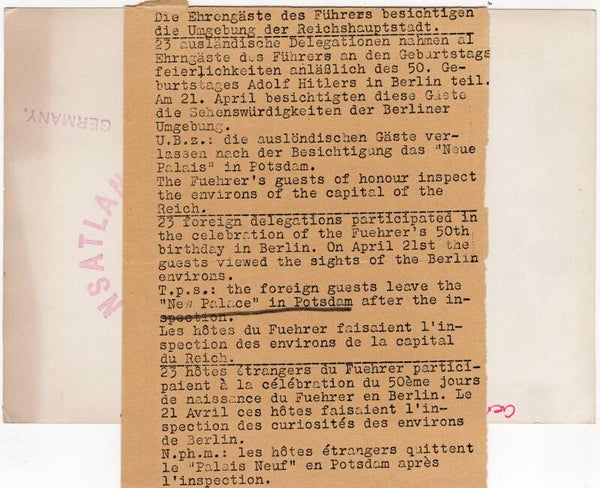 Die Ehrengäste des Führers besichtigen
die Umgebung der Reichshauptstadt.
23 ausländische Delegationen nahmen al
Ehrngäste des Führers an den Geburtstags
feierlichkeiten anläßlich des 50. Ge-
burtstages Adolf Hitlers in Berlin teil.
Am 21. April besichtigten diese Gäste
die Sehenswürdigkeiten der Berliner
Umgebung.
U.B.z.: die auslöndischen Gäste ver-
lassen nach der Besichtigung das "Neue
Palais" in Potsdam.
The Fuehrer's guests of honour inspect
the environs of the capital of the
Reich.
23 foreign delegations participated in
the celebration of the Fuehrer's 50th
birthday in Berlin. On April 21st the
guests viewed the sights of the Berlin
environs.
T.p.s.: the foreign guests leave the
"New Palace" in Potsdam after the in-
spection.
Les hôtes du Fuehrer faisaient l'in-
spection des environs de la capital
du Reich.
23 hôtes étrangers du Fuehrer partici-
paient à la célébration du 50ème jours
de naissance du Fuehrer en Berlin. Le
21 Avril ces hôtes faisaient l'in-
spection des curiosités des environs
de Berlin.
N.ph.m.: les hôtes étrangers quittent
le "Palais Neuf" en Potsdam après
l'inspection.
GERMANY.
NSATLAN
Ger